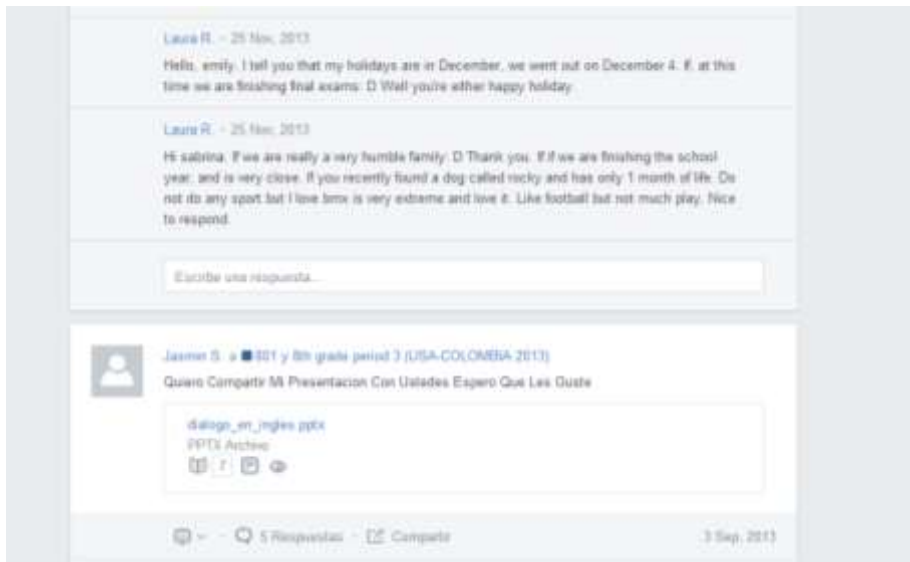 Laura R. - 25 Nov, 2013
Hello, emily. I tell you that my holidays are in December, we went out on December 4. If, at this
time we are finishing final exams. :D Well you're either happy holiday.
Laura R. - 25 Nov, 2013
Hi sabrina. If we are really a very humble family :D Thank you. If if we are finishing the school
year, and is very close. If you recently found a dog called rocky and has only 1 month of life. Do
not do any sport but I love bmx is very extreme and love it. Like football but not much play. Nice
to respond.
Escribe una respuesta...
Jasmin S. a 801 y 8th grade period 3 (USA-COLOMBIA 2013)
Quiero Compartir Mi Presentacion Con Ustedes Espero Que Les Guste
dialogo_en_ingles.pptx
PPTX Archivo
5 Respuestas · Compartir
3 Sep, 2013